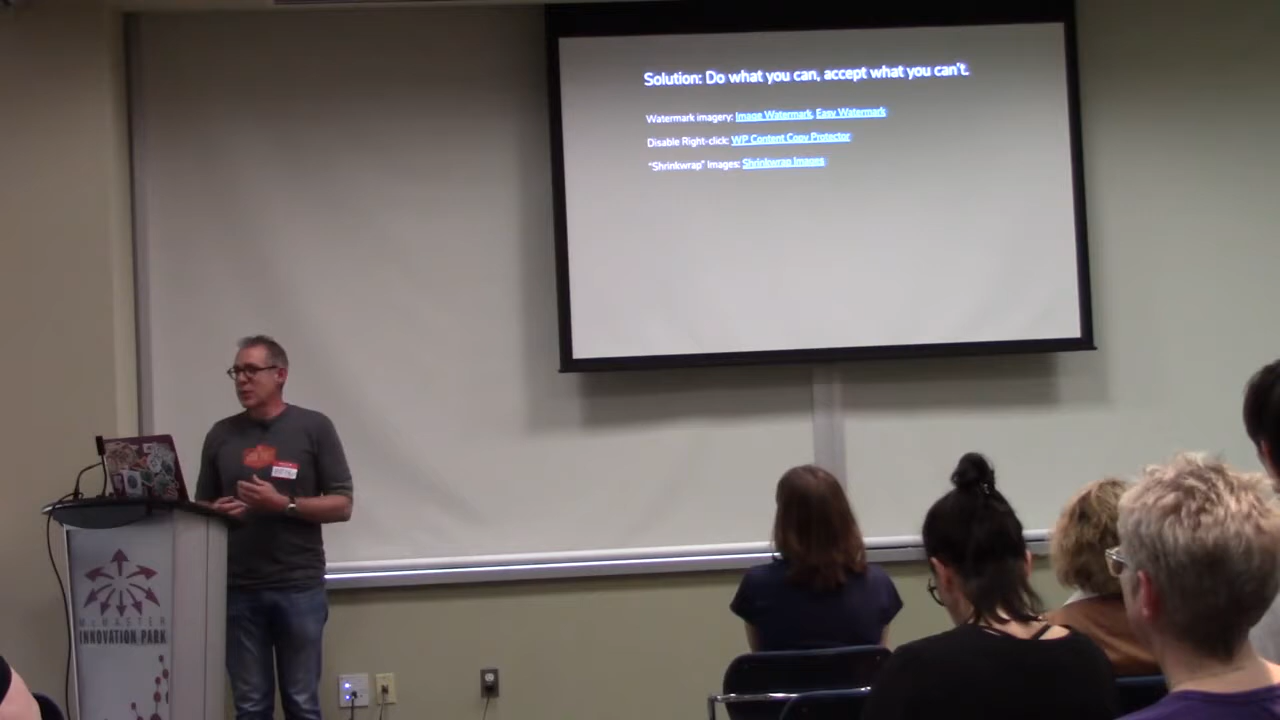 Solution: Do what you can, accept what you can't.
Watermark imagery: Image Watermark, Easy Watermark
Disable Right-click: WP Content Copy Protector
“Shrinkwrap” Images: Shrinkwrap Images
McMASTER
INNOVATION PARK